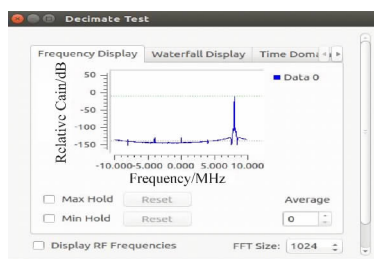 Decimate Test
Frequency Display Waterfall Display Time Domai
Relative Cain/dB
50
0
-50
-100
-150
Data 0
-10.000-5.000 0.000 5.000 10.000
Frequency/MHz
Max Hold Reset Average
Min Hold Reset 0
Display RF Frequencies FFT Size: 1024